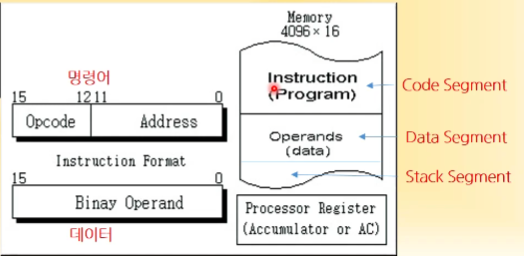 Memory
4096×16
명령어
15 12 11 0
Opcode Address
Instruction Format
15 0
Binay Operand
데이터
Instruction
(Program)
Code Segment
Operands
(data)
Data Segment
Stack Segment
Processor Register
(Accumulator or AC)